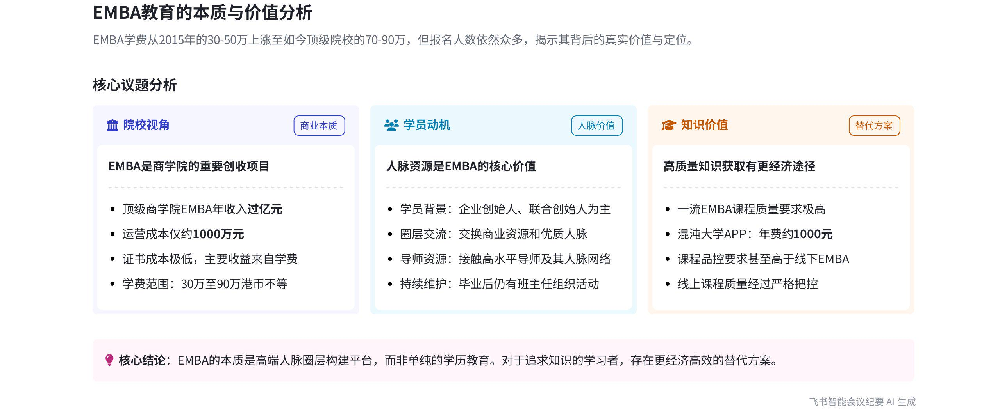 EMBA教育的本质与价值分析
EMBA学费从2015年的30-50万上涨至如今顶级院校的70-90万，但报名人数依然众多，揭示其背后的真实价值与定位。
核心议题分析
院校视角
商业本质
EMBA是商学院的重要创收项目
顶级商学院EMBA年收入过亿元
运营成本仅约1000万元
证书成本极低，主要收益来自学费
学费范围：30万至90万港币不等
学员动机
人脉价值
人脉资源是EMBA的核心价值
学员背景：企业创始人、联合创始人为主
圈层交流：交换商业资源和优质人脉
导师资源：接触高水平导师及其人脉网络
持续维护：毕业后仍有班主任组织活动
知识价值
替代方案
高质量知识获取有更经济途径
一流EMBA课程质量要求极高
混沌大学APP：年费约1000元
课程品控要求甚至高于线下EMBA
线上课程质量经过严格把控
核心结论：EMBA的本质是高端人脉圈层构建平台，而非单纯的学历教育。对于追求知识的学习者，存在更经济高效的替代方案。
飞书智能会议纪要 AI 生成